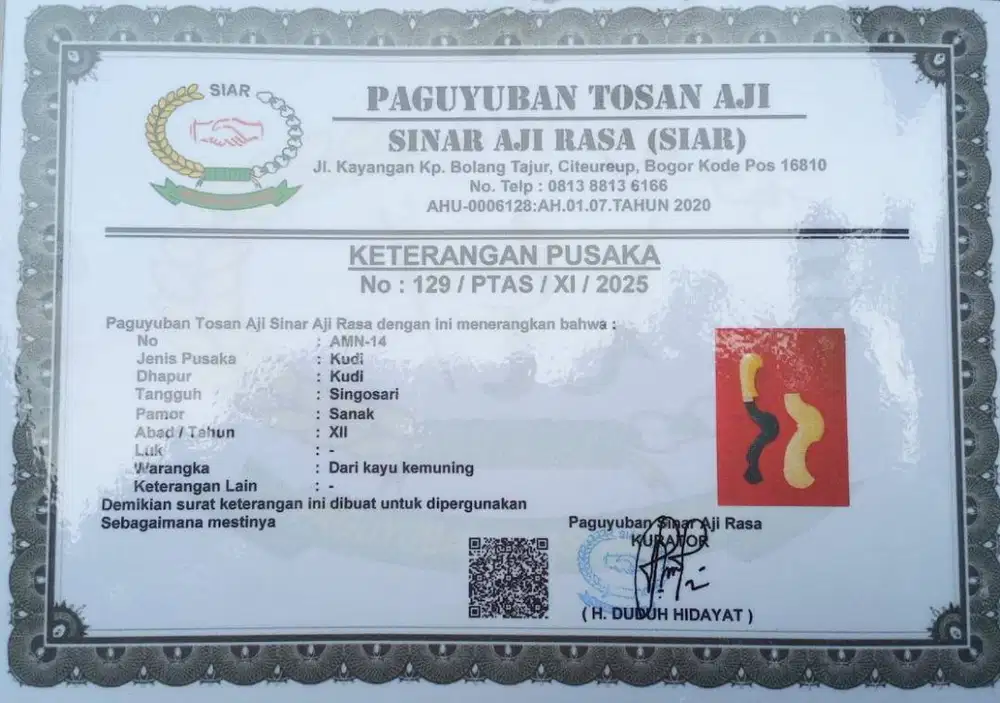 SIAR
PAGUYUBAN TOSAN AJI
SINAR AJI RASA (SIAR)
Jl. Kayangan Kp. Bolang Tajur, Citeureup, Bogor Kode Pos 16810
No. Telp : 0813 8813 6166
AHU-0006128:AH.01.07.TAHUN 2020
KETERANGAN PUSAKA
No : 129 / PTAS / XI / 2025
Paguyuban Tosan Aji Sinar Aji Rasa dengan ini menerangkan bahwa :
No : AMN-14
Jenis Pusaka : Kudi
Dhapur : Kudi
Tangguh : Singosari
Pamor : Sanak
Abad / Tahun : XII
Luk : -
Warangka : Dari kayu kemuning
Keterangan Lain : -
Demikian surat keterangan ini dibuat untuk dipergunakan
Sebagaimana mestinya
Paguyuban Sinar Aji Rasa
KURATOR
( H. DUDUH HIDAYAT )